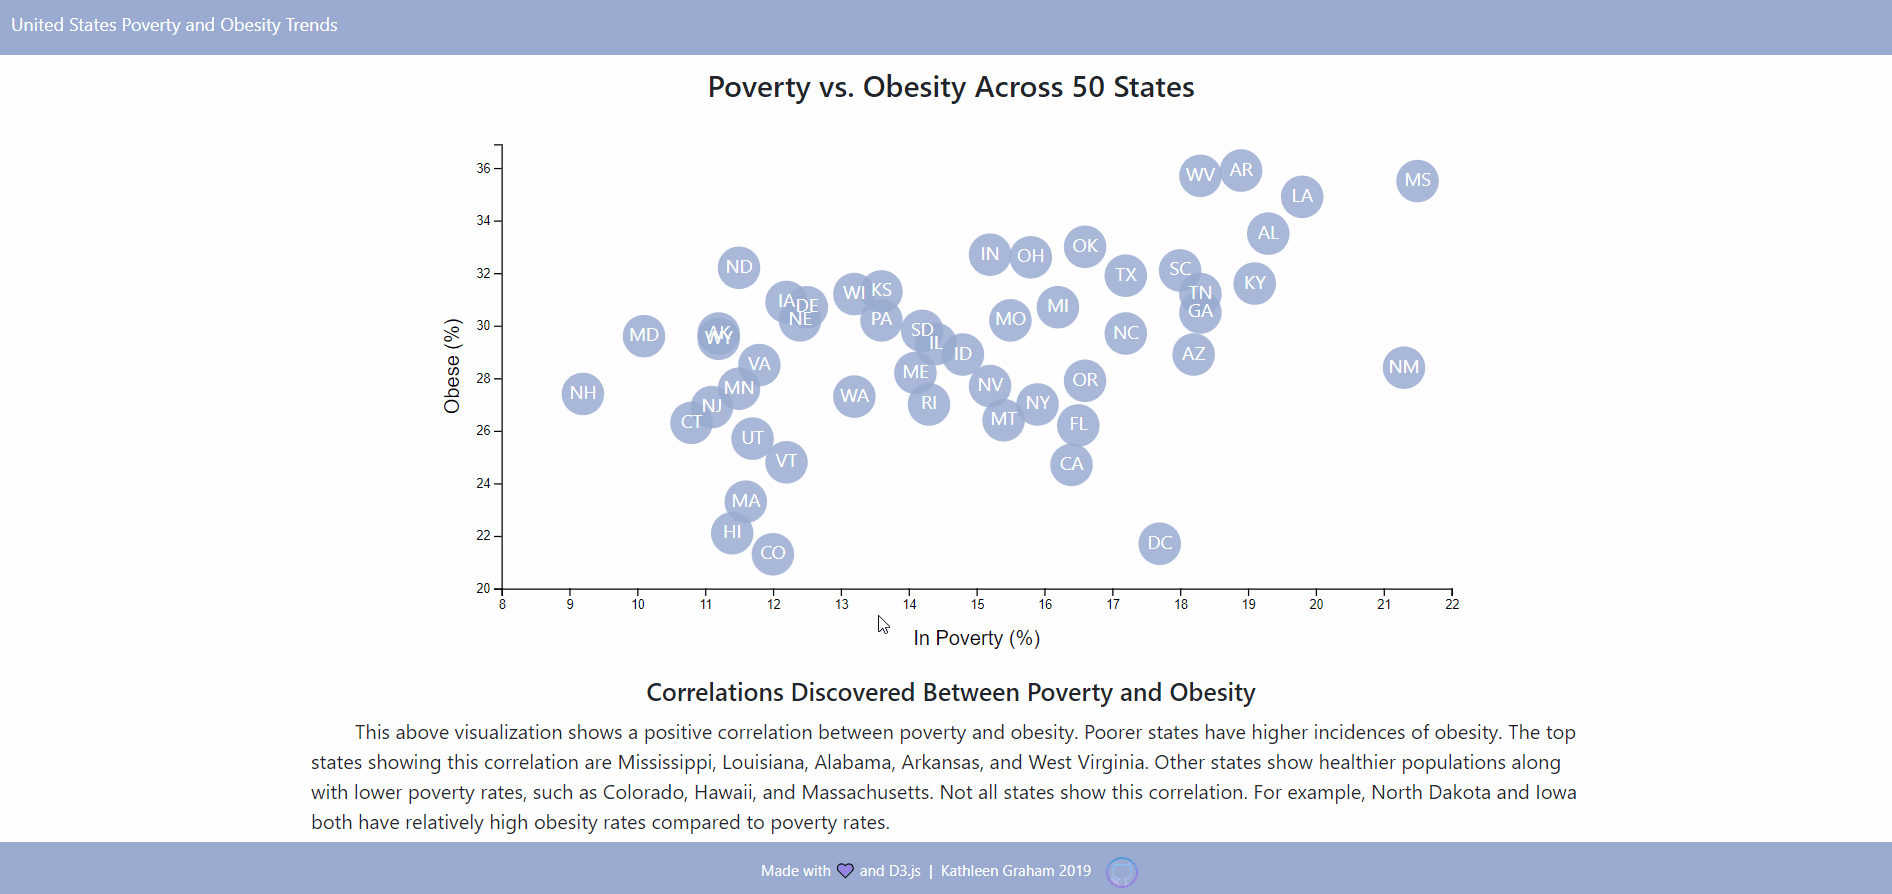 United States Poverty and Obesity Trends
Poverty vs. Obesity Across 50 States
36
34
32
30
28
26
24
22
20
Obese (%)
WV
AR
MS
LA
AL
IN
OH
OK
TX
SC
KY
TN
GA
ND
IA
DE
NE
WI
KS
PA
MD
AK
WY
SD
IL
ID
MO
MI
NC
AZ
NM
VA
ME
NH
MN
WA
RI
NV
OR
NJ
CT
MT
NY
FL
UT
VT
CA
MA
HI
CO
DC
8
9
10
11
12
13
14
15
16
17
18
19
20
21
22
In Poverty (%)
Correlations Discovered Between Poverty and Obesity
This above visualization shows a positive correlation between poverty and obesity. Poorer states have higher incidences of obesity. The top
states showing this correlation are Mississippi, Louisiana, Alabama, Arkansas, and West Virginia. Other states show healthier populations along
with lower poverty rates, such as Colorado, Hawaii, and Massachusetts. Not all states show this correlation. For example, North Dakota and Iowa
both have relatively high obesity rates compared to poverty rates.
Made with 💜 and D3.js | Kathleen Graham 2019